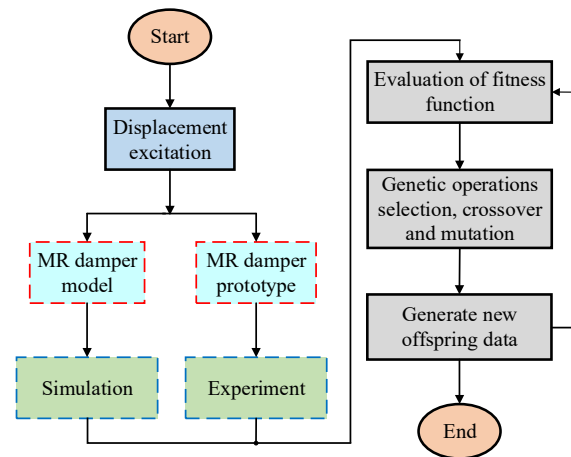 Start
Displacement
excitation
MR damper
model
MR damper
prototype
Simulation
Experiment
Evaluation of fitness
function
Genetic operations
selection, crossover
and mutation
Generate new
offspring data
End